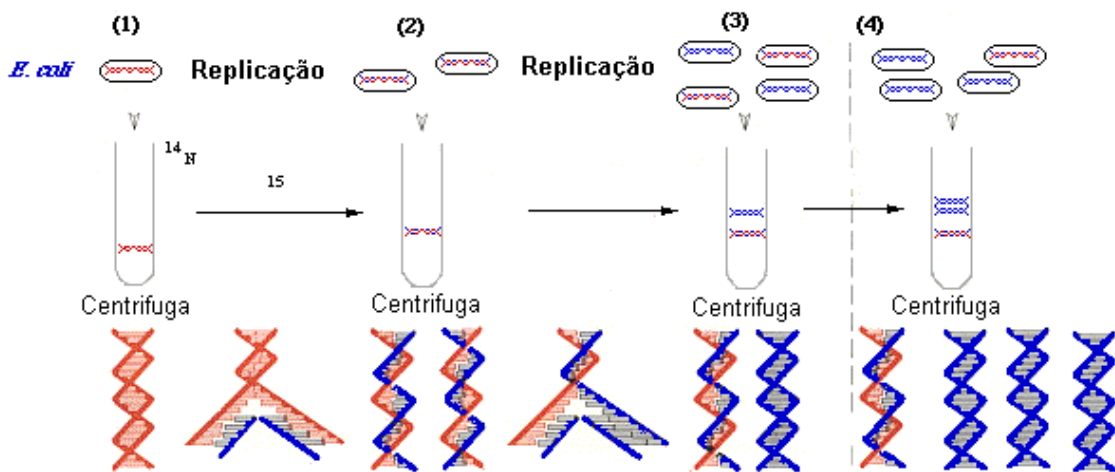 (1) (2) (3) (4)
E. coli Replicação Replicação
14N
15
Centrifuga Centrifuga Centrifuga Centrifuga